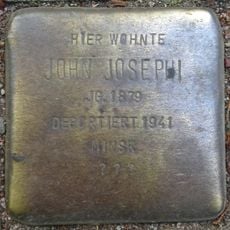 HIER WOHNTE
JOHN JOSEPHI
JG. 1879
DEPORTIERT 1941
MINSK
???